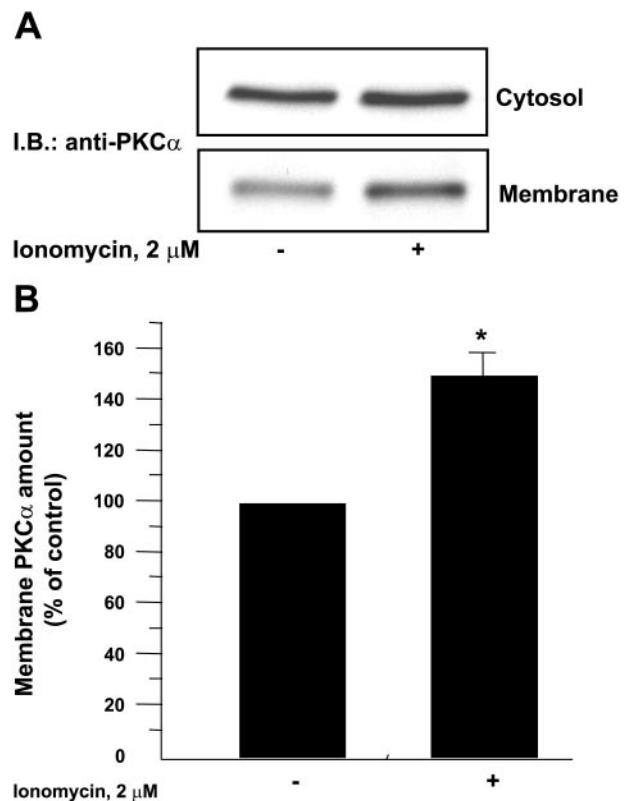 A
Cytosol
I.B.: anti-PKCα
Membrane
Ionomycin, 2 μM - +
B
*
160
140
120
100
80
60
40
20
0
Membrane PKCα amount
(% of control)
Ionomycin, 2 μM - +